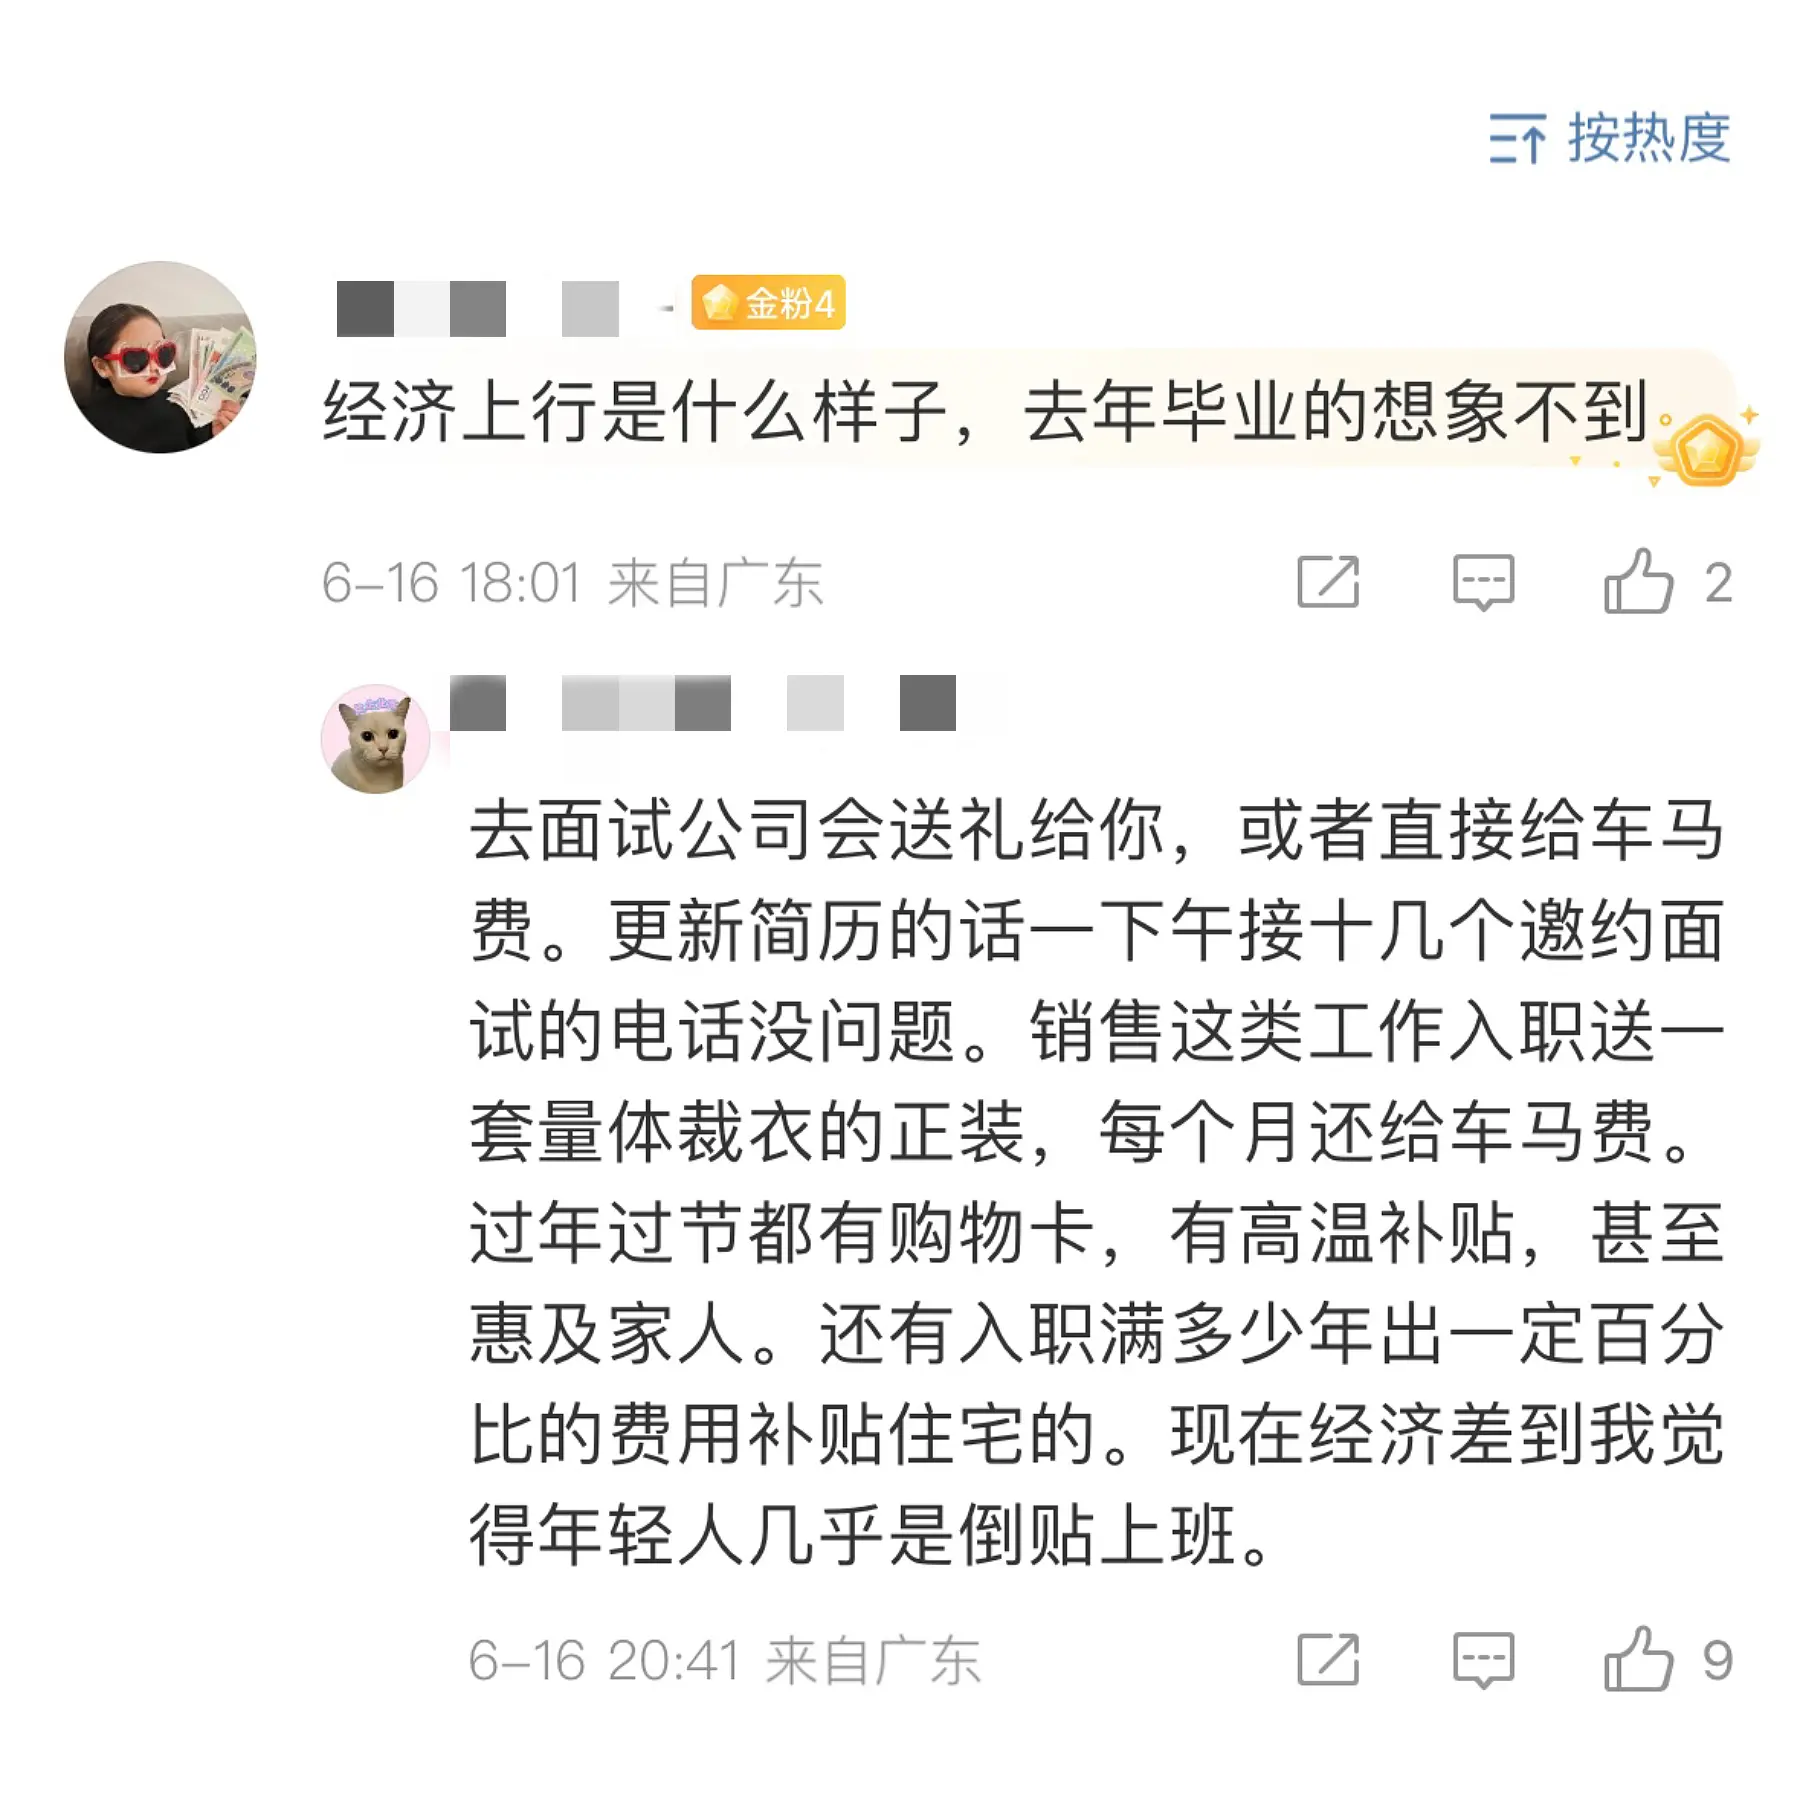 按热度
金粉4
经济上行是什么样子，去年毕业的想象不到
6-16 18:01 来自广东
2
去面试公司会送礼给你，或者直接给车马
费。更新简历的话一下午接十几个邀约面
试的电话没问题。销售这类工作入职送一
套量体裁衣的正装，每个月还给车马费。
过年过节都有购物卡，有高温补贴，甚至
惠及家人。还有入职满多少年出一定百分
比的费用补贴住宅的。现在经济差到我觉
得年轻人几乎是倒贴上班。
6-16 20:41 来自广东
9